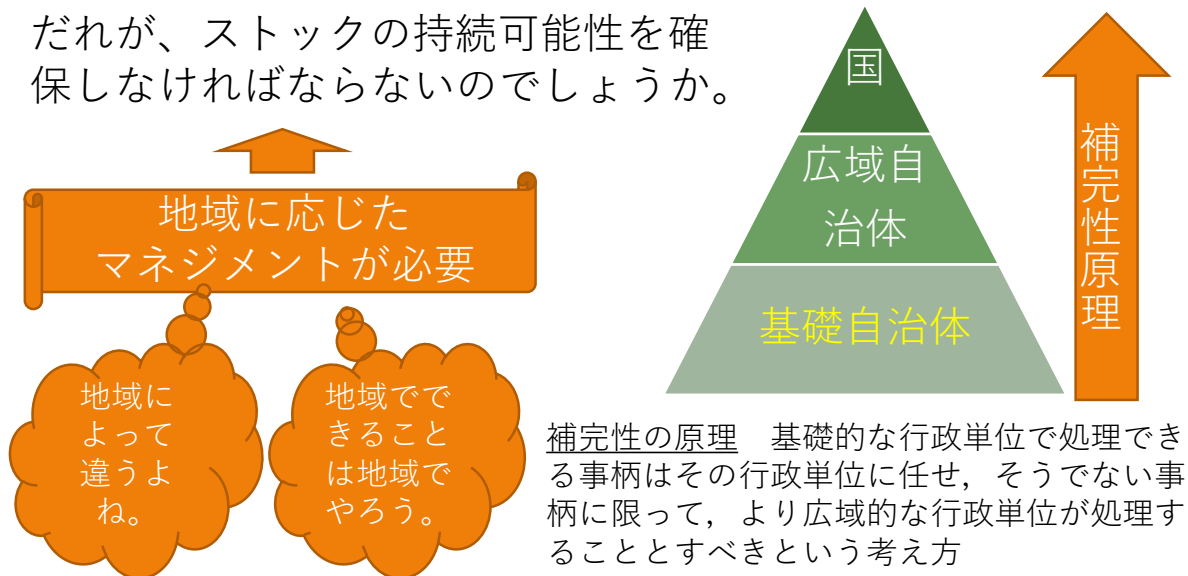 だれが、ストックの持続可能性を確
保しなければならないのでしょうか。
地域に応じた
マネジメントが必要
地域に
よって
違うよ
ね。
地域でで
きること
は地域で
やろう。
国
広域自
治体
基礎自治体
補完性原理
補完性の原理　基礎的な行政単位で処理でき
る事柄はその行政単位に任せ，そうでない事
柄に限って，より広域的な行政単位が処理す
ることとすべきという考え方